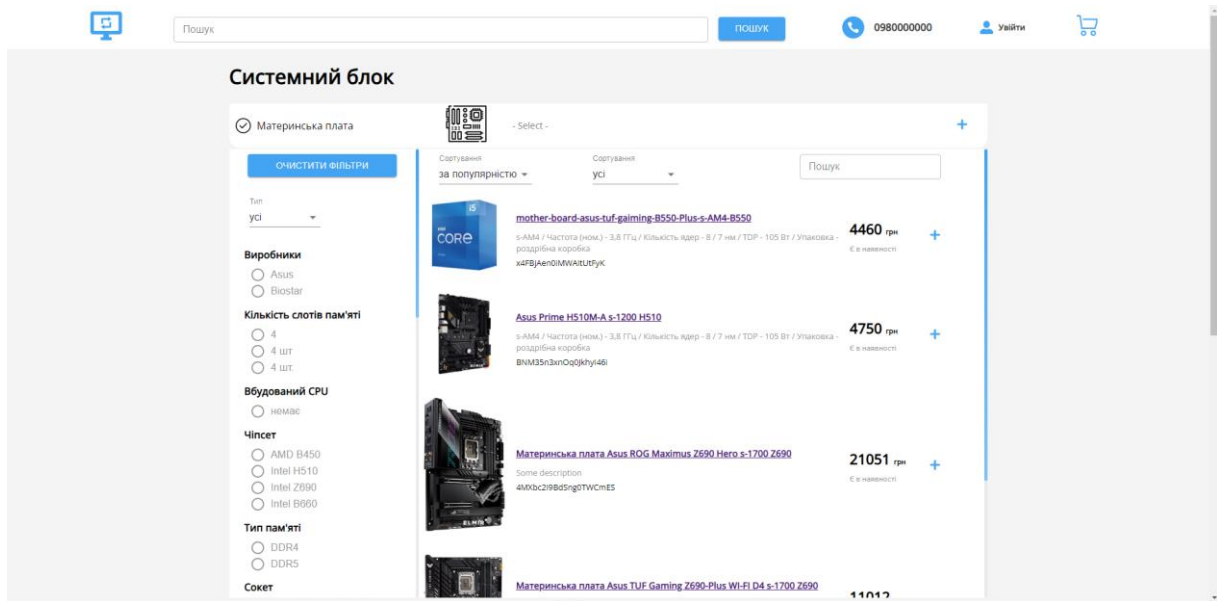 Пошук
ПОШУК
0980000000
Увійти
Системний блок
Материнська плата
- Select -
ОЧИСТИТИ ФІЛЬТРИ
Сортування
за популярністю
Сортування
усі
Пошук
Тип
усі
Виробники
Asus
Biostar
Кількість слотів пам'яті
4
4 шт
4 шт
Вбудований CPU
немає
Чіпсет
AMD B450
Intel H510
Intel Z690
Intel B660
Тип пам'яті
DDR4
DDR5
Сокет
i5
CORE
mother-board-asus-tuf-gaiming-B550-Plus-s-AM4-B550
s-AM4 / Частота (ном.) - 3,8 ГГц / Кількість ядер - 8 / 7 нм / TDP - 105 Вт / Упаковка -
роздрібна коробка
x4FBJAen0iMWAitUtFyK
4460 грн
Є в наявності
Asus Prime H510M-A s-1200 H510
s-AM4 / Частота (ном.) - 3,8 ГГц / Кількість ядер - 8 / 7 нм / TDP - 105 Вт / Упаковка -
роздрібна коробка
BNM35n3xnOq0Jkhyi46i
4750 грн
Є в наявності
Материнська плата Asus ROG Maximus Z690 Hero s-1700 Z690
Some description
4MXbc2I9BdSng0TWCmES
21051 грн
Є в наявності
Материнська плата Asus TUF Gaming Z690-Plus WI-FI D4 s-1700 Z690
11012